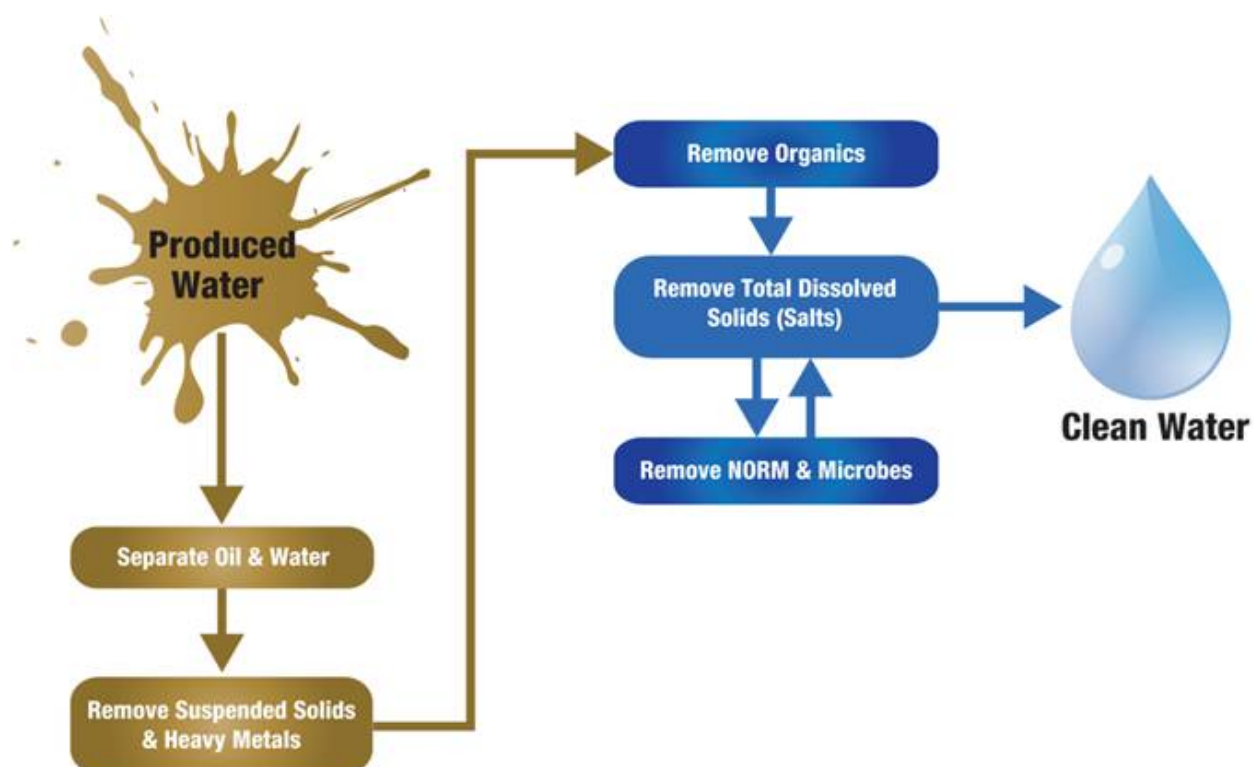 Produced
Water
Separate Oil & Water
Remove Suspended Solids
& Heavy Metals
Remove Organics
Remove Total Dissolved
Solids (Salts)
Remove NORM & Microbes
Clean Water